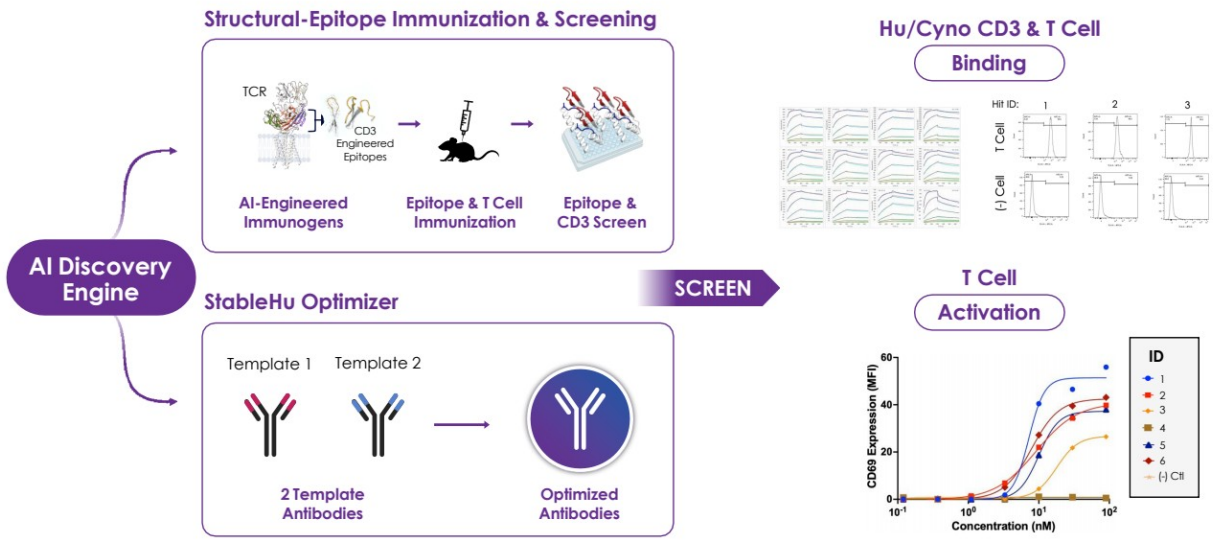 Structural-Epitope Immunization & Screening
TCR
CD3
Engineered
Epitopes
AI-Engineered
Immunogens
Epitope & T Cell
Immunization
Epitope &
CD3 Screen
AI Discovery
Engine
StableHu Optimizer
Template 1
Template 2
2 Template
Antibodies
Optimized
Antibodies
SCREEN
Hu/Cyno CD3 & T Cell
Binding
Hit ID:
1
2
3
T Cell
(-) Cell
T Cell
Activation
CD69 Expression (MFI)
60
40
20
0
10-1
100
101
102
Concentration (nM)
ID
1
2
3
4
5
6
(-) Ctl